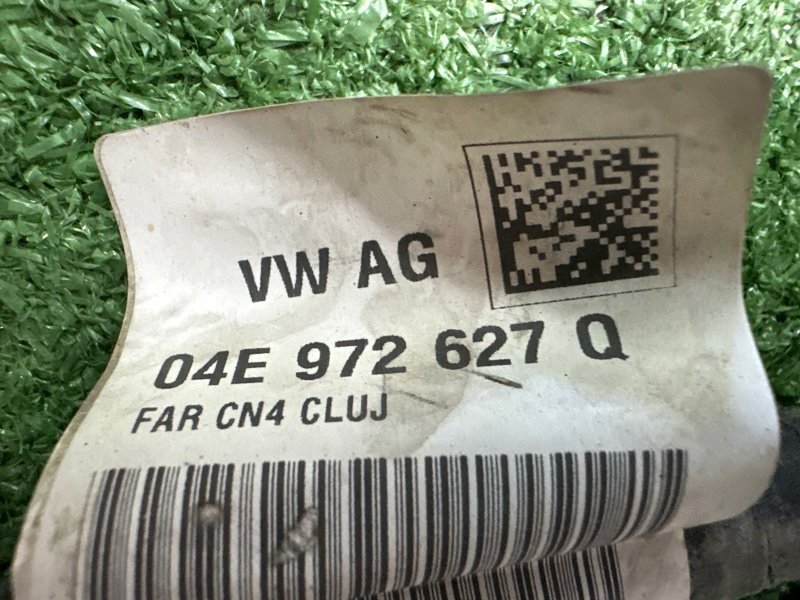 VW AG
04E 972 627 Q
FAR CN4 CLUJ